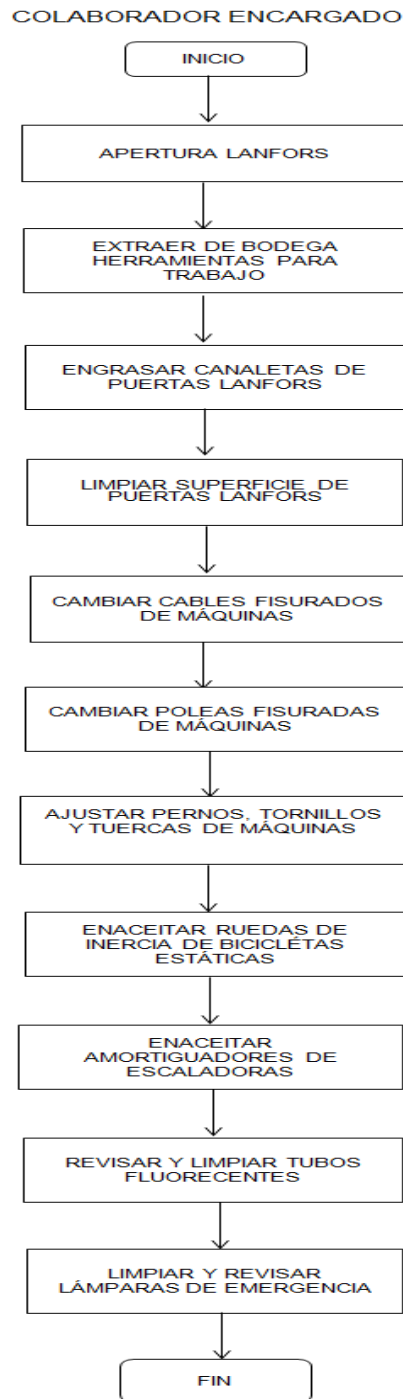 COLABORADOR ENCARGADO
INICIO
APERTURA LANFORS
EXTRAER DE BODEGA
HERRAMIENTAS PARA
TRABAJO
ENGRASAR CANALETAS DE
PUERTAS LANFORS
LIMPIAR SUPERFICIE DE
PUERTAS LANFORS
CAMBIAR CABLES FISURADOS
DE MÁQUINAS
CAMBIAR POLEAS FISURADAS
DE MÁQUINAS
AJUSTAR PERNOS, TORNILLOS
Y TUERCAS DE MÁQUINAS
ENACEITAR RUEDAS DE
INERCIA DE BICICLÉTAS
ESTÁTICAS
ENACEITAR
AMORTIGUADORES DE
ESCALADORAS
REVISAR Y LIMPIAR TUBOS
FLUORECENTES
LIMPIAR Y REVISAR
LÁMPARAS DE EMERGENCIA
FIN